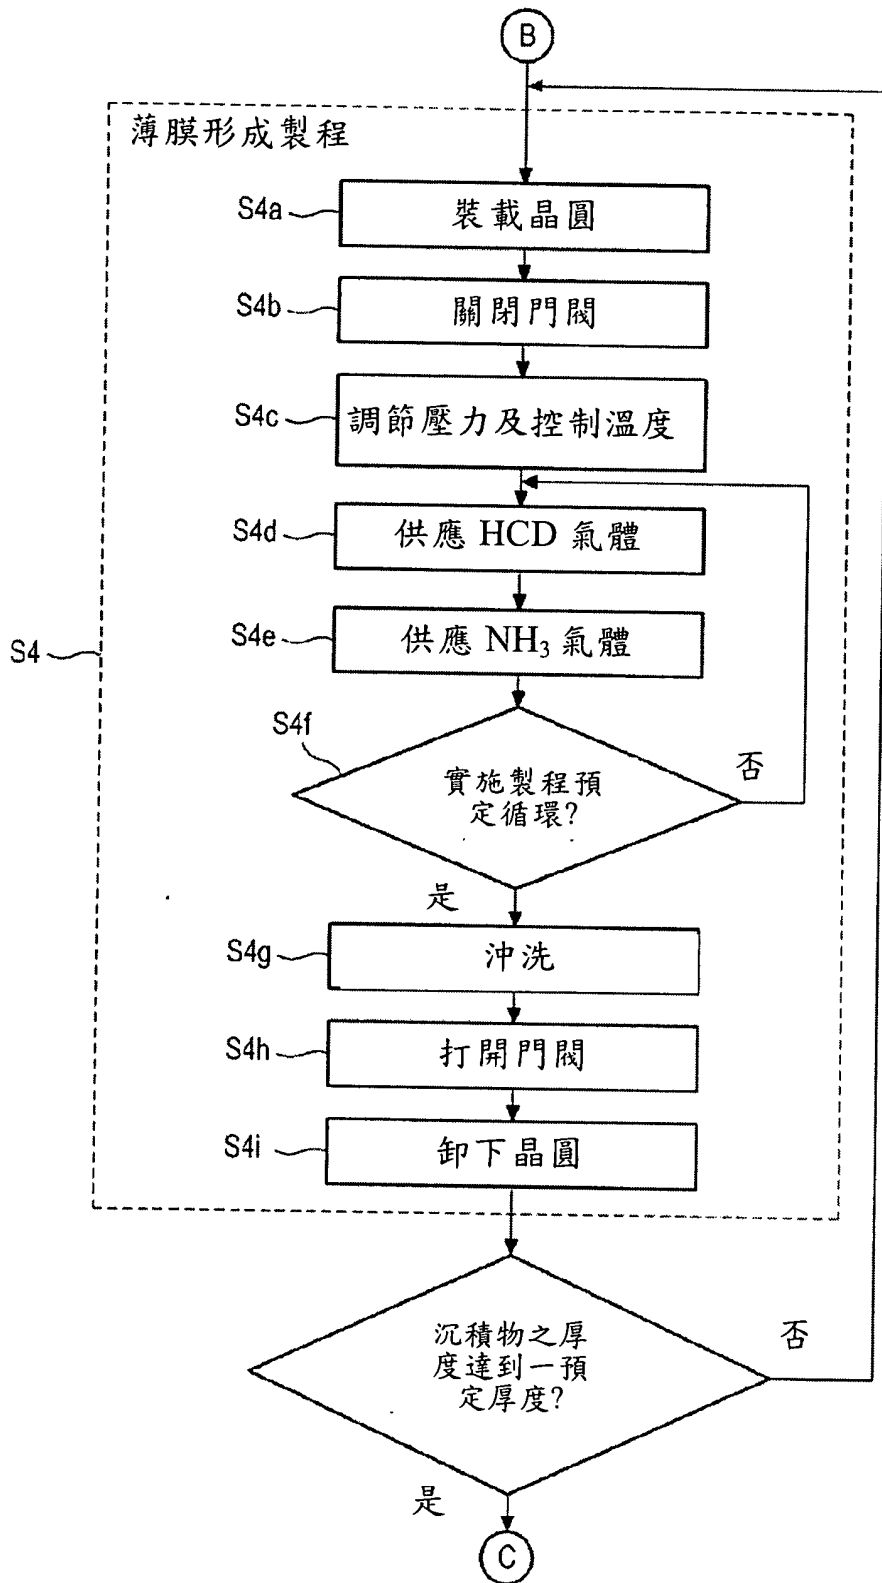 B
薄膜形成製程
S4a
裝載晶圓
S4b
關閉門閥
S4c
調節壓力及控制溫度
S4d
供應 HCD 氣體
S4e
供應 NH₃ 氣體
S4
S4f
實施製程預
定循環?
否
是
S4g
沖洗
S4h
打開門閥
S4i
卸下晶圓
沉積物之厚
度達到一預
定厚度?
否
是
C